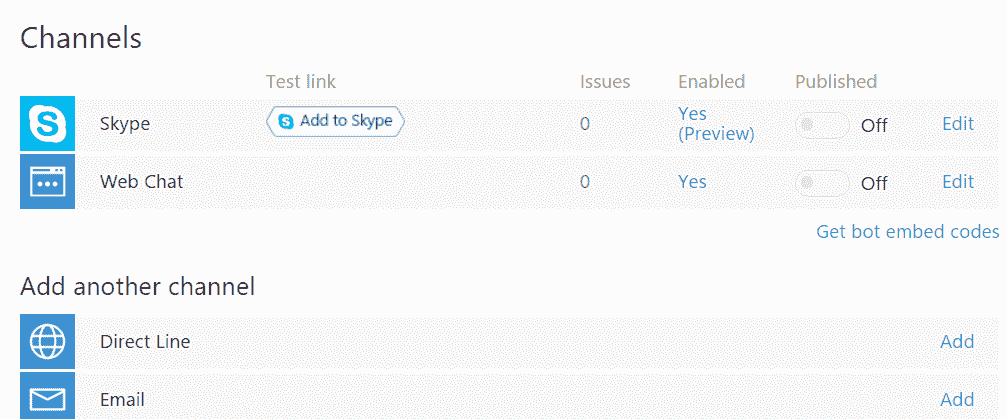 Channels
Test link Issues Enabled Published
Skype Add to Skype 0 Yes (Preview) Off Edit
Web Chat 0 Yes Off Edit
Get bot embed codes
Add another channel
Direct Line Add
Email Add